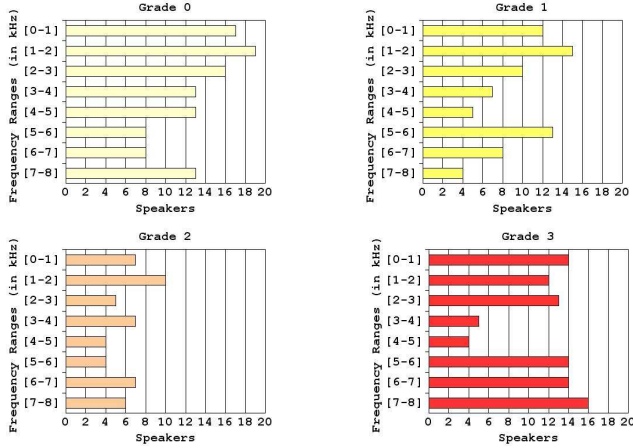 Grade 0
Frequency Ranges (in kHz)
[0-1]
[1-2]
[2-3]
[3-4]
[4-5]
[5-6]
[6-7]
[7-8]
0 2 4 6 8 10 12 14 16 18 20
Speakers
Grade 1
Frequency Ranges (in kHz)
[0-1]
[1-2]
[2-3]
[3-4]
[4-5]
[5-6]
[6-7]
[7-8]
0 2 4 6 8 10 12 14 16 18 20
Speakers
Grade 2
Frequency Ranges (in kHz)
[0-1]
[1-2]
[2-3]
[3-4]
[4-5]
[5-6]
[6-7]
[7-8]
0 2 4 6 8 10 12 14 16 18 20
Speakers
Grade 3
Frequency Ranges (in kHz)
[0-1]
[1-2]
[2-3]
[3-4]
[4-5]
[5-6]
[6-7]
[7-8]
0 2 4 6 8 10 12 14 16 18 20
Speakers